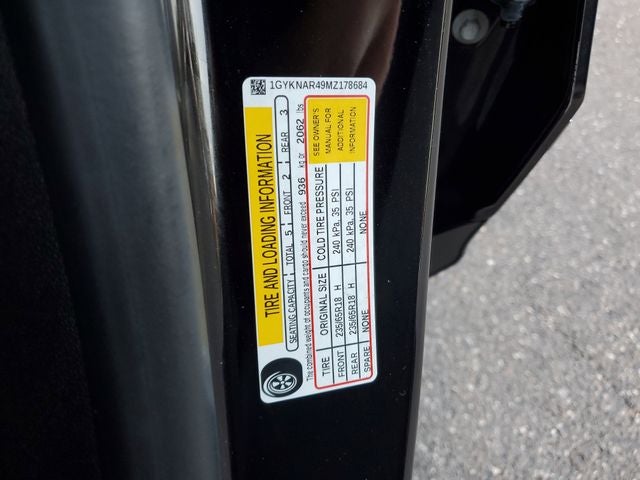 1GYKNAR49MZ178684
TIRE AND LOADING INFORMATION
SEATING CAPACITY TOTAL 5 FRONT 2 REAR 3
The combined weight of occupants and cargo should never exceed 936 kg or 2062 lbs
TIRE ORIGINAL SIZE COLD TIRE PRESSURE
FRONT 235/65R18 H 240 kPa, 35 PSI
REAR 235/65R18 H 240 kPa, 35 PSI
SPARE NONE NONE
SEE OWNER'S
MANUAL FOR
ADDITIONAL
INFORMATION